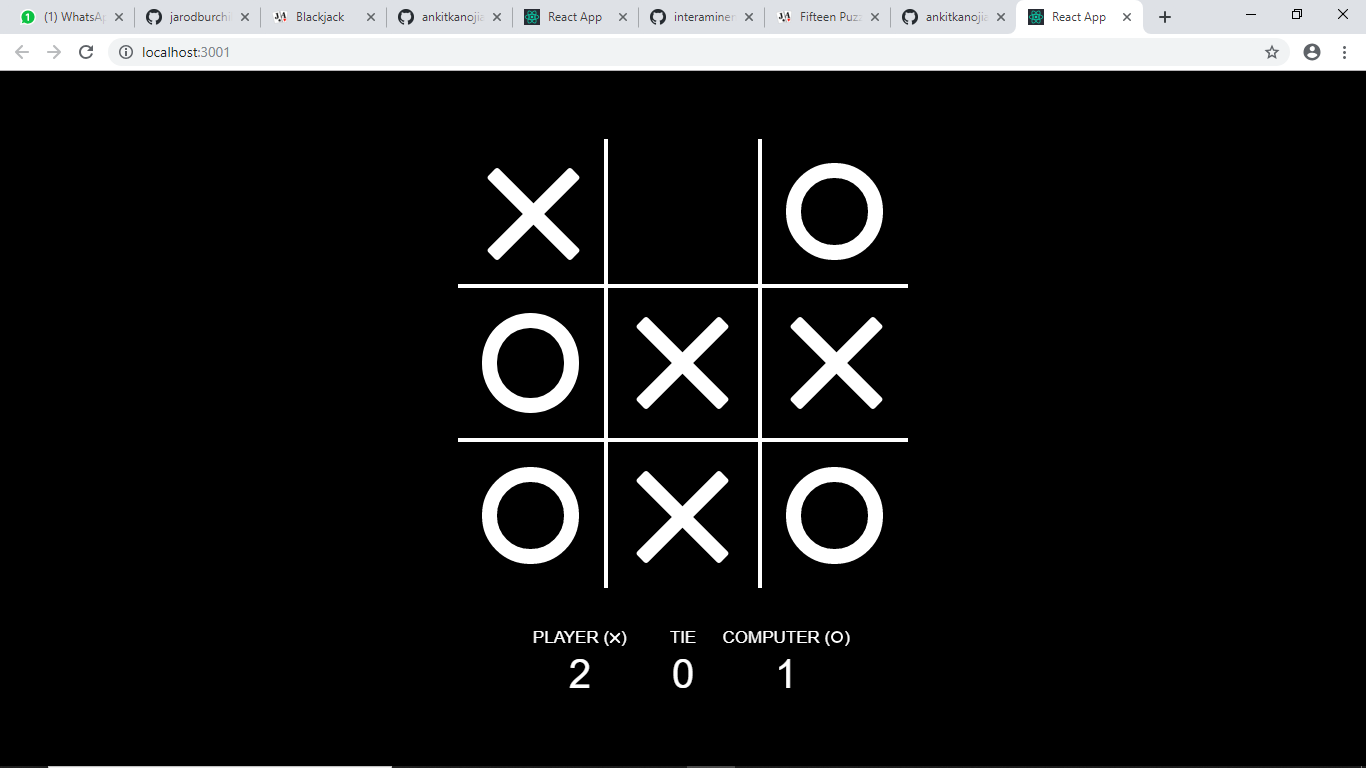 (1) WhatsA
jarodburchi
Blackjack
ankitkanojia
React App
interaminen
Fifteen Puzz
ankitkanojia
React App
localhost:3001
X O
O X X
O X O
PLAYER (×) TIE COMPUTER (O)
2 0 1